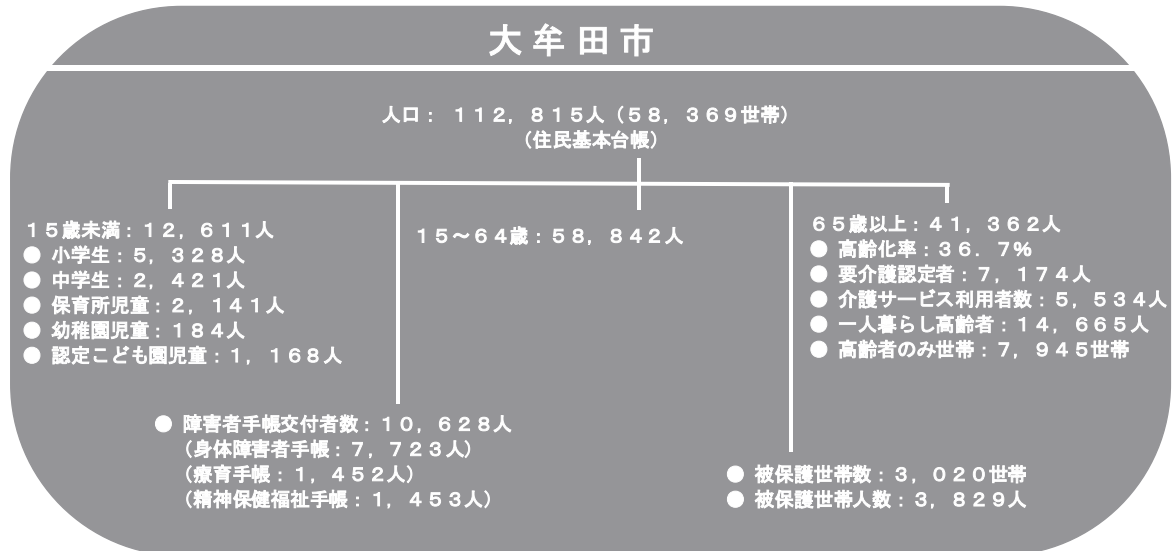 大牟田市
人口： １１２，８１５人（５８，３６９世帯）
（住民基本台帳）
１５歳未満：１２，６１１人
● 小学生：５，３２８人
● 中学生：２，４２１人
● 保育所児童：２，１４１人
● 幼稚園児童：１８４人
● 認定こども園児童：１，１６８人
１５～６４歳：５８，８４２人
６５歳以上：４１，３６２人
● 高齢化率：３６．７％
● 要介護認定者：７，１７４人
● 介護サービス利用者数：５，５３４人
● 一人暮らし高齢者：１４，６６５人
● 高齢者のみ世帯：７，９４５世帯
● 障害者手帳交付者数：１０，６２８人
（身体障害者手帳：７，７２３人）
（療育手帳：１，４５２人）
（精神保健福祉手帳：１，４５３人）
● 被保護世帯数：３，０２０世帯
● 被保護世帯人数：３，８２９人